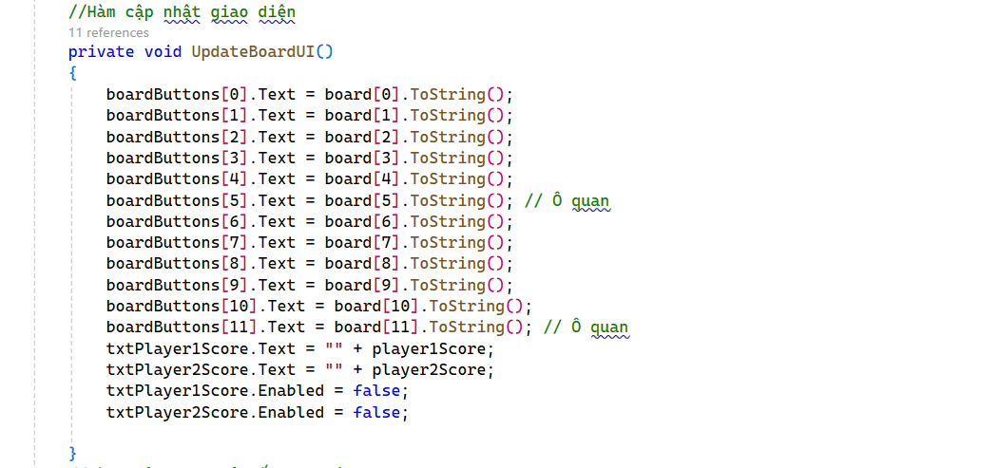 //Hàm cập nhật giao diện
11 references
private void UpdateBoardUI()
{
boardButtons[0].Text = board[0].ToString();
boardButtons[1].Text = board[1].ToString();
boardButtons[2].Text = board[2].ToString();
boardButtons[3].Text = board[3].ToString();
boardButtons[4].Text = board[4].ToString();
boardButtons[5].Text = board[5].ToString(); // Ô quan
boardButtons[6].Text = board[6].ToString();
boardButtons[7].Text = board[7].ToString();
boardButtons[8].Text = board[8].ToString();
boardButtons[9].Text = board[9].ToString();
boardButtons[10].Text = board[10].ToString();
boardButtons[11].Text = board[11].ToString(); // Ô quan
txtPlayer1Score.Text = "" + player1Score;
txtPlayer2Score.Text = "" + player2Score;
txtPlayer1Score.Enabled = false;
txtPlayer2Score.Enabled = false;
}